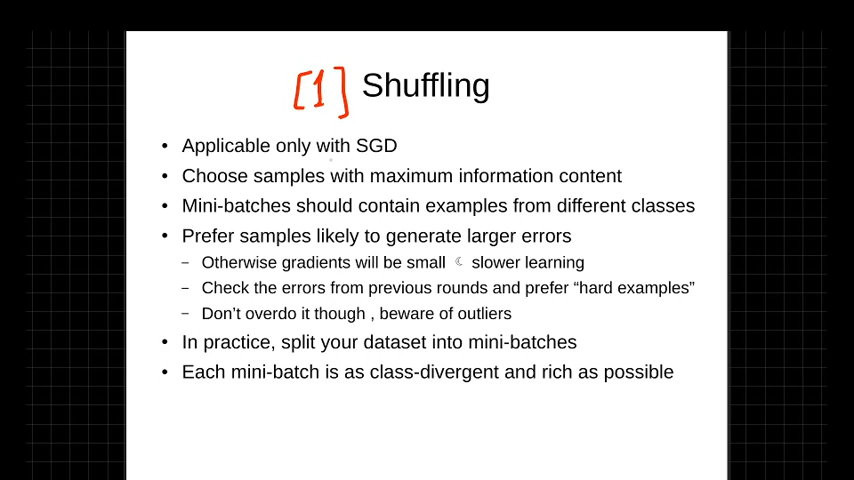 [1] Shuffling
• Applicable only with SGD
• Choose samples with maximum information content
• Mini-batches should contain examples from different classes
• Prefer samples likely to generate larger errors
– Otherwise gradients will be small ☾ slower learning
– Check the errors from previous rounds and prefer “hard examples”
– Don’t overdo it though , beware of outliers
• In practice, split your dataset into mini-batches
• Each mini-batch is as class-divergent and rich as possible